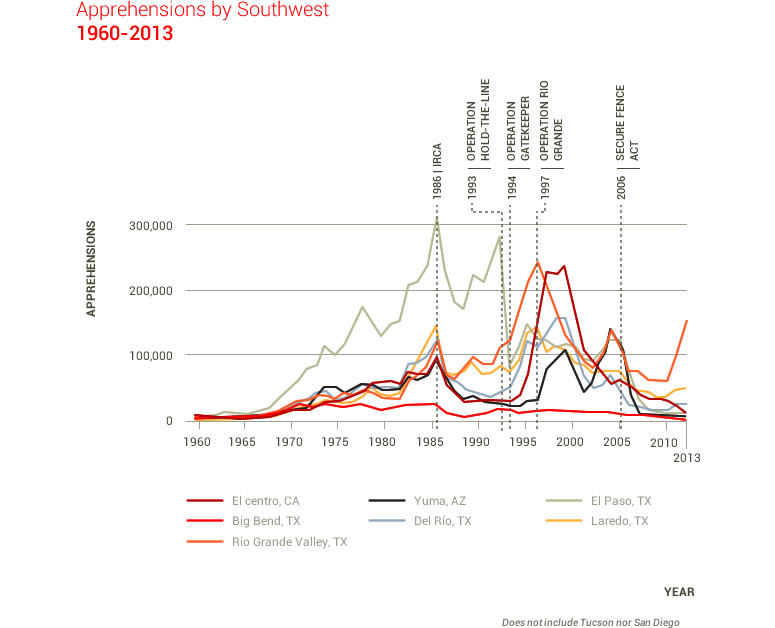 Apprehensions by Southwest
1960-2013
1986 | IRCA
1993
OPERATION
HOLD-THE-LINE
1994
OPERATION
GATEKEEPER
1997
OPERATION RIO
GRANDE
2006
SECURE FENCE
ACT
APPREHENSIONS
300,000
200,000
100,000
0
1960 1965 1970 1975 1980 1985 1990 1995 2000 2005 2010
2013
El centro, CA Yuma, AZ El Paso, TX
Big Bend, TX Del Río, TX Laredo, TX
Rio Grande Valley, TX
YEAR
Does not include Tucson nor San Diego